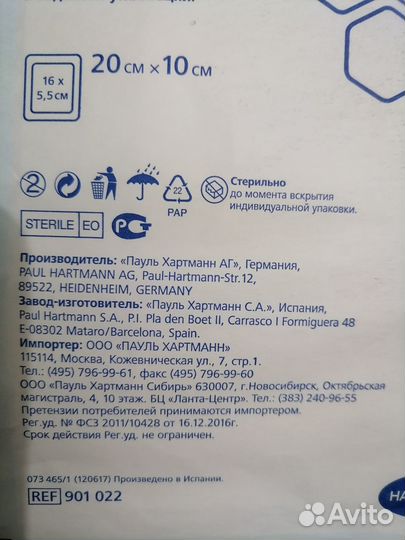 20 СМ × 10 СМ
16 х
5,5 см
2
22
PAP
Стерильно
до момента вскрытия
индивидуальной упаковки.
STERILE EO
РСТ
Производитель: «Пауль Хартманн АГ», Германия,
PAUL HARTMANN AG, Paul-Hartmann-Str.12,
89522, HEIDENHEIM, GERMANY
Завод-изготовитель: «Пауль Хартманн С.А.», Испания,
Paul Hartmann S.A., P.I. Pla den Boet II, Carrasco I Formiguera 48
E-08302 Mataro/Barcelona, Spain.
Импортер: ООО «ПАУЛЬ ХАРТМАНН»
115114, Москва, Кожевническая ул., 7, стр.1.
Тел.: (495) 796-99-61, факс (495) 796-99-60
ООО «Пауль Хартманн Сибирь» 630007, г.Новосибирск, Октябрьская
магистраль, 4, 10 этаж. БЦ «Ланта-Центр». Тел.: (383) 240-96-55
Претензии потребителей принимаются импортером.
Рег.уд. № ФСЗ 2011/10428 от 16.12.2016г.
Срок действия Рег.уд. не ограничен.
073 465/1 (120617) Произведено в Испании.
REF 901 022
HA
Avito